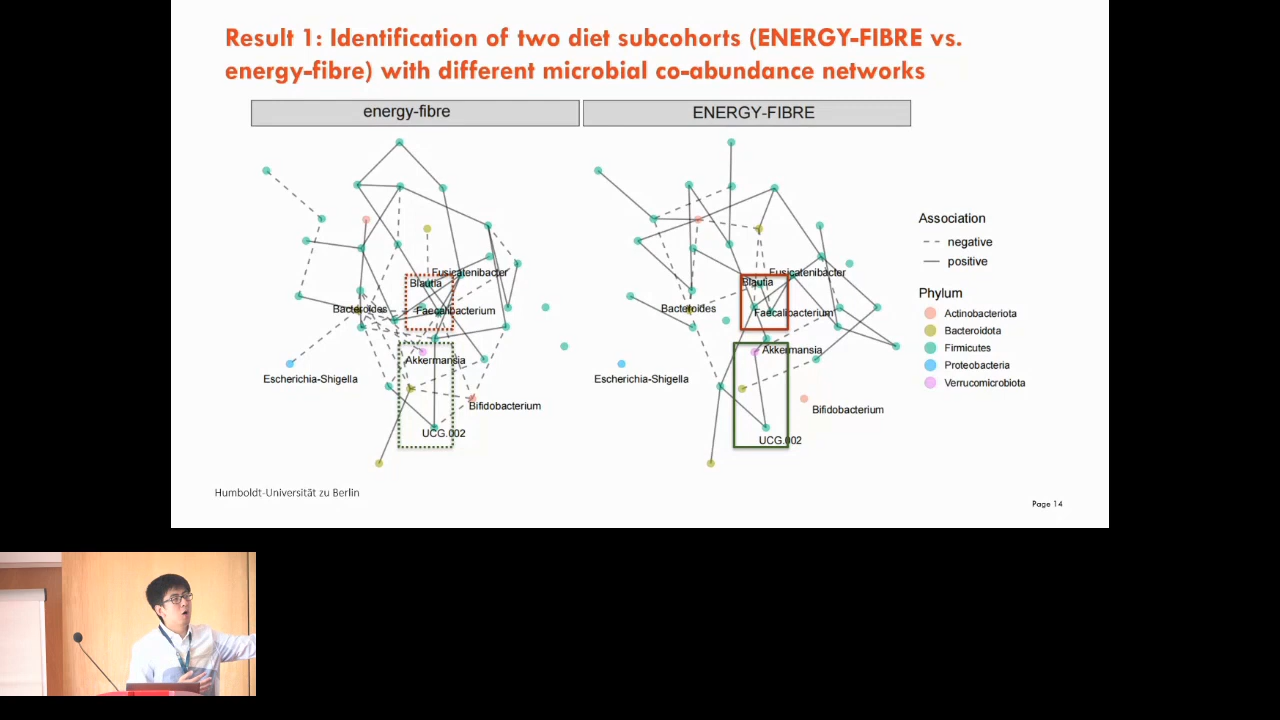 Result 1: Identification of two diet subcohorts (ENERGY-FIBRE vs.
energy-fibre) with different microbial co-abundance networks
energy-fibre
ENERGY-FIBRE
Fusicatenibacter
Blautia
Bacteroides
Faecalibacterium
Akkermansia
Escherichia-Shigella
Bifidobacterium
UCG.002
Fusicatenibacter
Blautia
Bacteroides
Faecalibacterium
Akkermansia
Escherichia-Shigella
Bifidobacterium
UCG.002
Association
negative
positive
Phylum
Actinobacteriota
Bacteroidota
Firmicutes
Proteobacteria
Verrucomicrobiota
Humboldt-Universität zu Berlin
Page 14